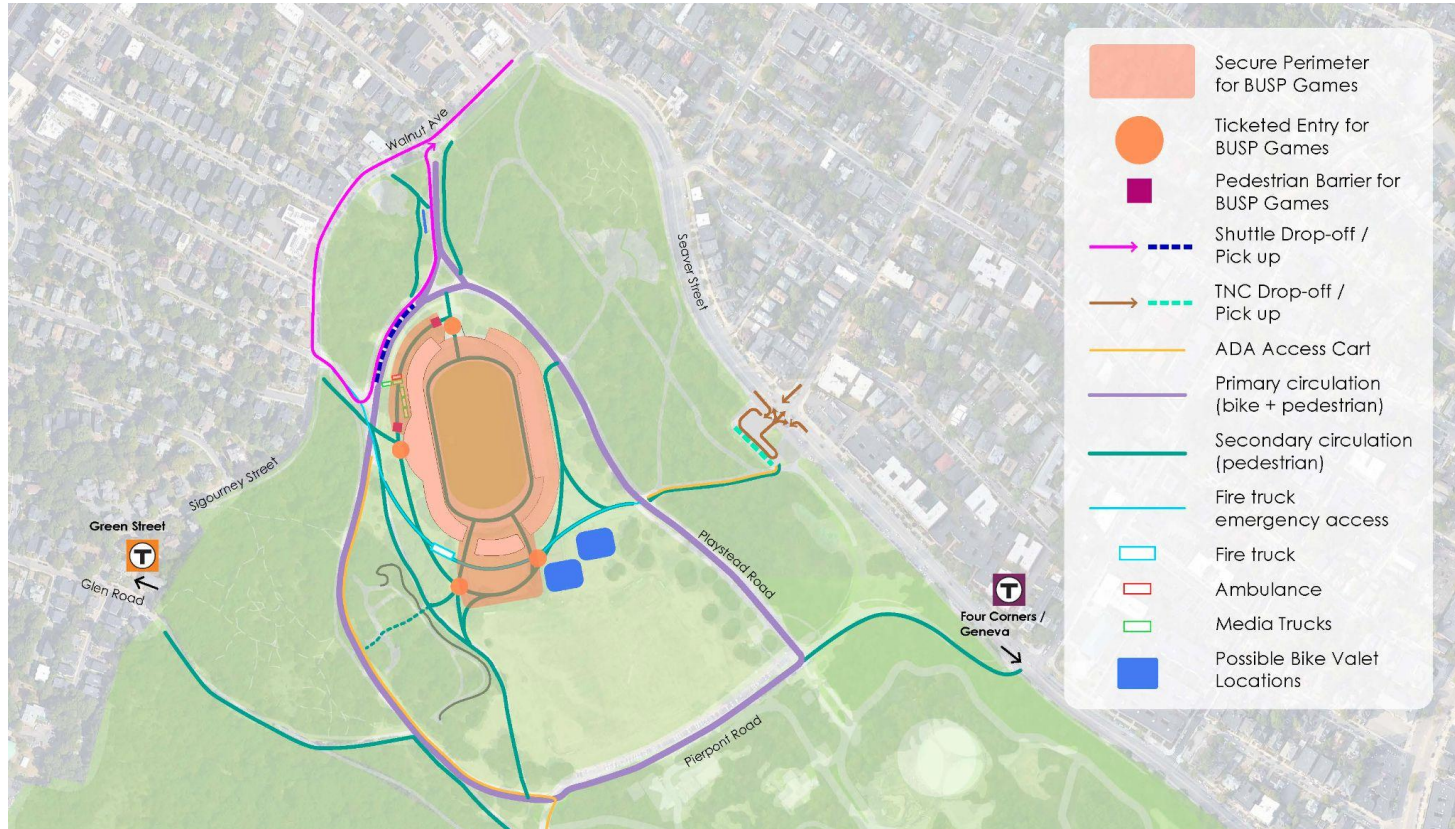 Walnut Ave
Seaver Street
Sigourney Street
Green Street
T
Glen Road
Playstead Road
Pierpont Road
T
Four Corners /
Geneva
Secure Perimeter
for BUSP Games
Ticketed Entry for
BUSP Games
Pedestrian Barrier for
BUSP Games
Shuttle Drop-off /
Pick up
TNC Drop-off /
Pick up
ADA Access Cart
Primary circulation
(bike + pedestrian)
Secondary circulation
(pedestrian)
Fire truck
emergency access
Fire truck
Ambulance
Media Trucks
Possible Bike Valet
Locations